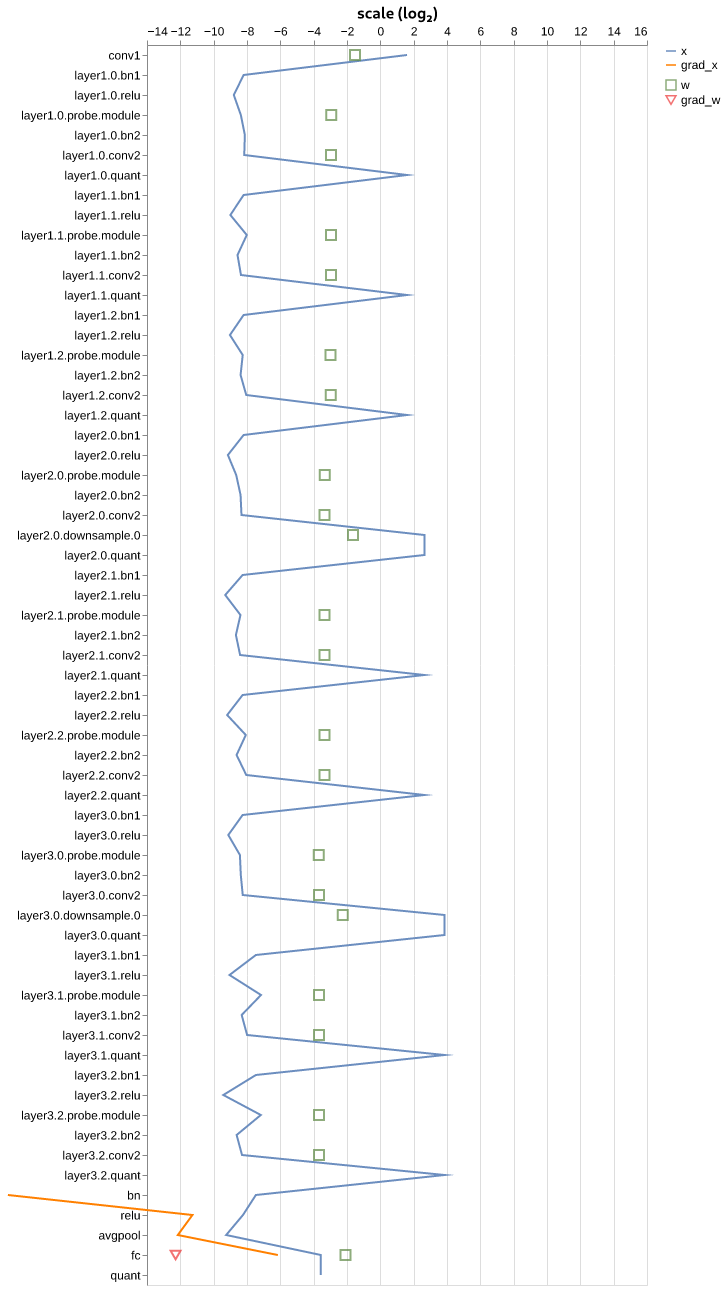 scale (log2)
−14 −12 −10 −8 −6 −4 −2 0 2 4 6 8 10 12 14 16
x
grad_x
w
grad_w
conv1
layer1.0.bn1
layer1.0.relu
layer1.0.probe.module
layer1.0.bn2
layer1.0.conv2
layer1.0.quant
layer1.1.bn1
layer1.1.relu
layer1.1.probe.module
layer1.1.bn2
layer1.1.conv2
layer1.1.quant
layer1.2.bn1
layer1.2.relu
layer1.2.probe.module
layer1.2.bn2
layer1.2.conv2
layer1.2.quant
layer2.0.bn1
layer2.0.relu
layer2.0.probe.module
layer2.0.bn2
layer2.0.conv2
layer2.0.downsample.0
layer2.0.quant
layer2.1.bn1
layer2.1.relu
layer2.1.probe.module
layer2.1.bn2
layer2.1.conv2
layer2.1.quant
layer2.2.bn1
layer2.2.relu
layer2.2.probe.module
layer2.2.bn2
layer2.2.conv2
layer2.2.quant
layer3.0.bn1
layer3.0.relu
layer3.0.probe.module
layer3.0.bn2
layer3.0.conv2
layer3.0.downsample.0
layer3.0.quant
layer3.1.bn1
layer3.1.relu
layer3.1.probe.module
layer3.1.bn2
layer3.1.conv2
layer3.1.quant
layer3.2.bn1
layer3.2.relu
layer3.2.probe.module
layer3.2.bn2
layer3.2.conv2
layer3.2.quant
bn
relu
avgpool
fc
quant